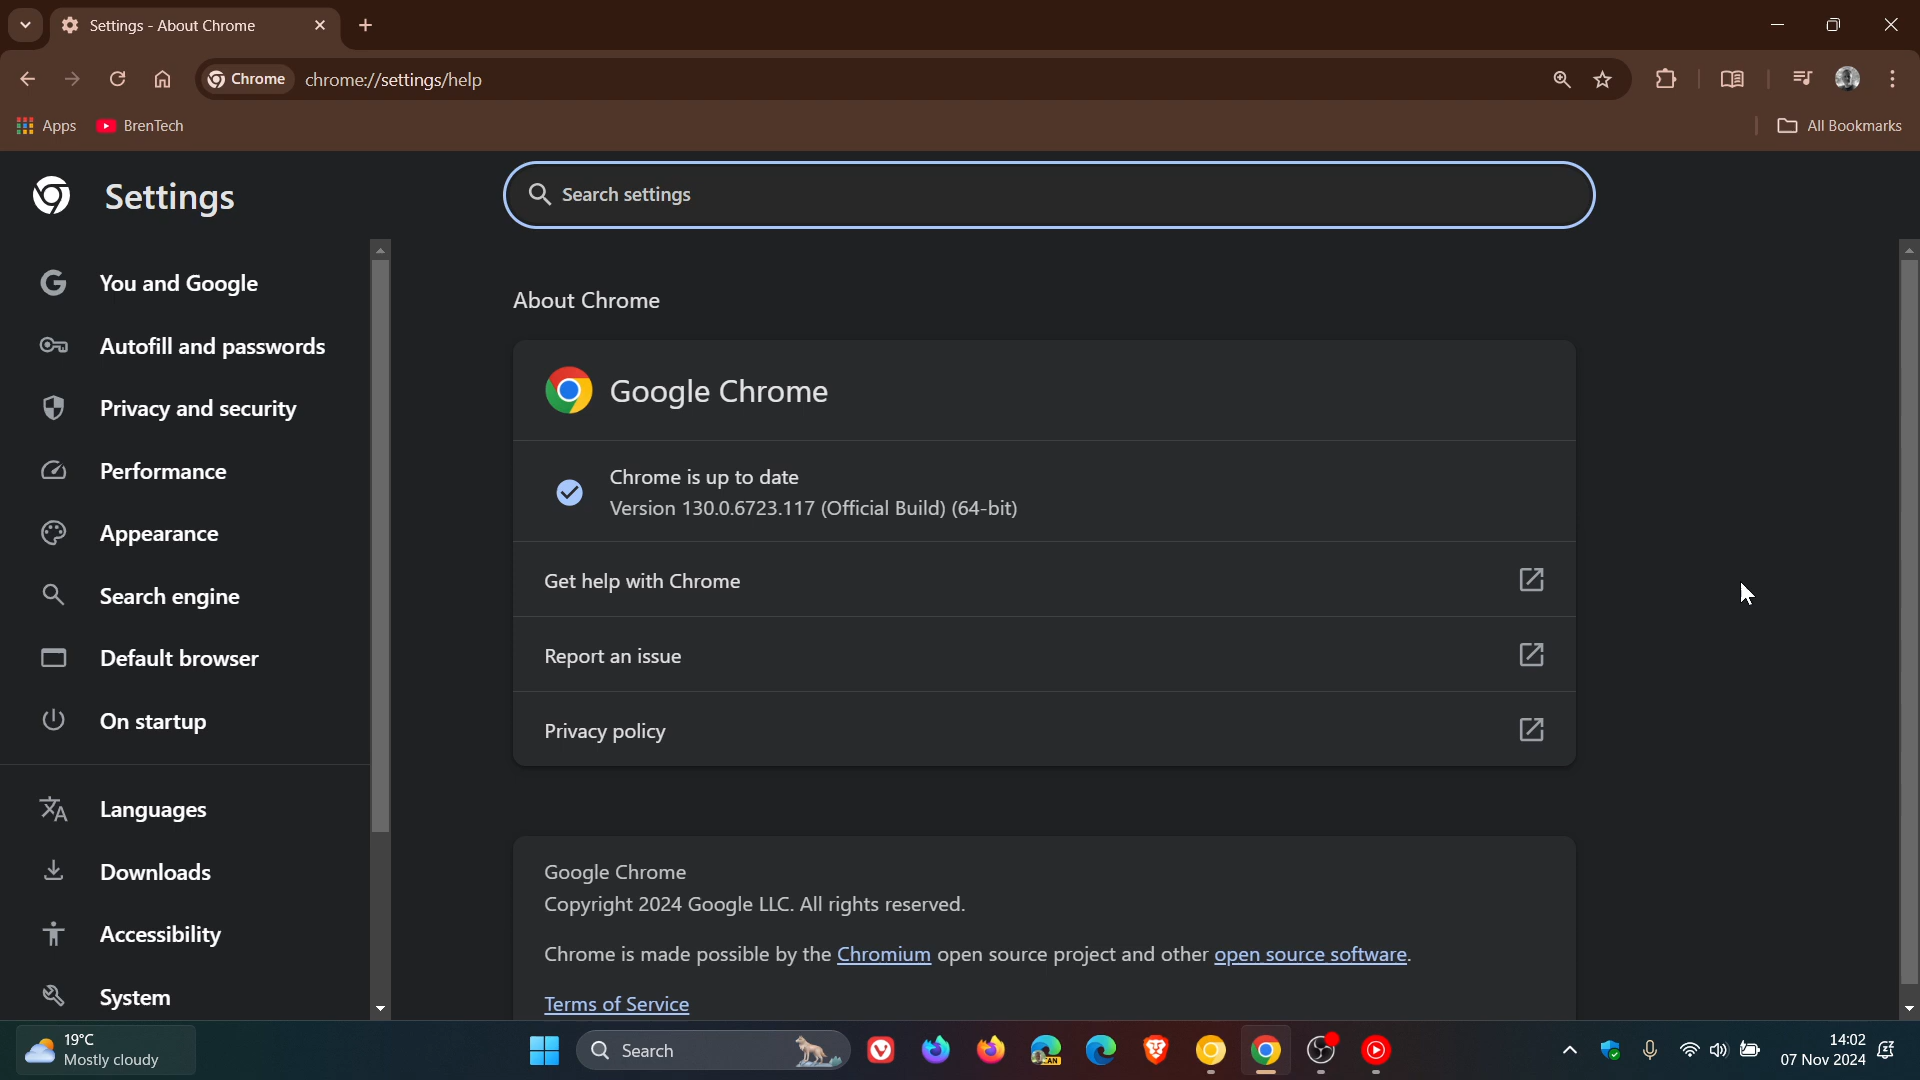 Settings - About Chrome
Chrome
chrome://settings/help
Apps
BrenTech
All Bookmarks
Settings
Search settings
You and Google
Autofill and passwords
Privacy and security
Performance
Appearance
Search engine
Default browser
On startup
Languages
Downloads
Accessibility
System
About Chrome
Google Chrome
Chrome is up to date
Version 130.0.6723.117 (Official Build) (64-bit)
Get help with Chrome
Report an issue
Privacy policy
Google Chrome
Copyright 2024 Google LLC. All rights reserved.
Chrome is made possible by the Chromium open source project and other open source software.
Terms of Service
19°C
Mostly cloudy
Search
CAN
14:02
07 Nov 2024